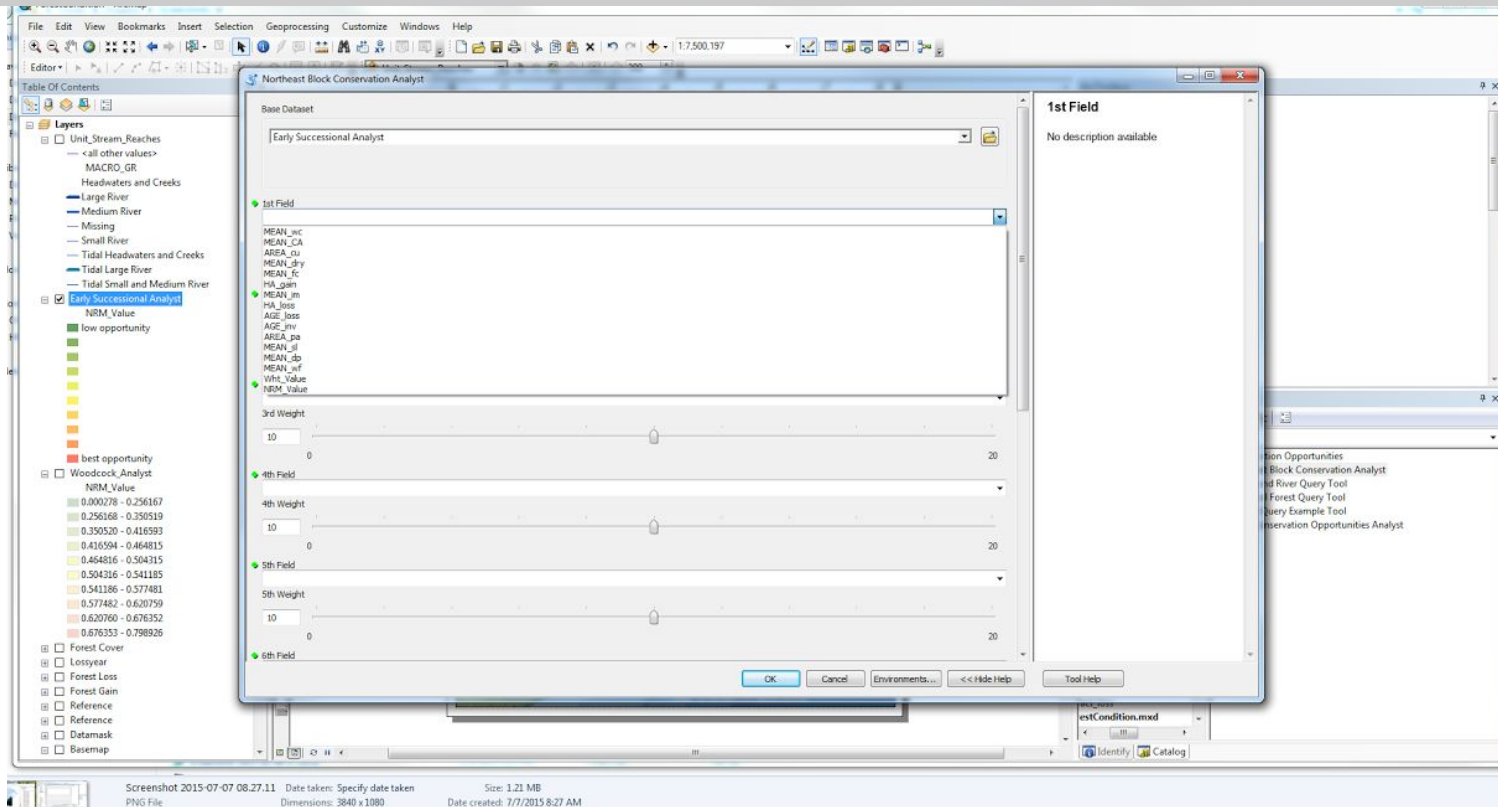 File Edit View Bookmarks Insert Selection Geoprocessing Customize Windows Help
1:7,500,197
Editor
Table Of Contents
Layers
Unit_Stream_Reaches
<all other values>
MACRO_GR
Headwaters and Creeks
Large River
Medium River
Missing
Small River
Tidal Headwaters and Creeks
Tidal Large River
Tidal Small and Medium River
Early Successional Analyst
NRM_Value
low opportunity
best opportunity
Woodcock_Analyst
NRM_Value
0.000278 - 0.256167
0.256168 - 0.350519
0.350520 - 0.416593
0.416594 - 0.464815
0.464816 - 0.504315
0.504316 - 0.541185
0.541186 - 0.577481
0.577482 - 0.620759
0.620760 - 0.676352
0.676353 - 0.798926
Forest Cover
Lossyear
Forest Loss
Forest Gain
Reference
Reference
Datamask
Basemap
Northeast Block Conservation Analyst
Base Dataset
Early Successional Analyst
1st Field
MEAN_wc
MEAN_CA
AREA_cu
MEAN_dry
MEAN_fc
HA_gain
MEAN_im
HA_loss
AGE_loss
AGE_inv
AREA_pa
MEAN_sl
MEAN_dp
MEAN_wf
Wht_Value
NRM_Value
3rd Weight
10
0 20
4th Field
4th Weight
10
0 20
5th Field
5th Weight
10
0 20
6th Field
OK Cancel Environments... << Hide Help Tool Help
1st Field
No description available
tion Opportunities
t Block Conservation Analyst
nd River Query Tool
l Forest Query Tool
Query Example Tool
nservation Opportunities Analyst
estCondition.mxd
Identify Catalog
Screenshot 2015-07-07 08.27.11 Date taken: Specify date taken Size: 1.21 MB
PNG File Dimensions: 3840 x 1080 Date created: 7/7/2015 8:27 AM